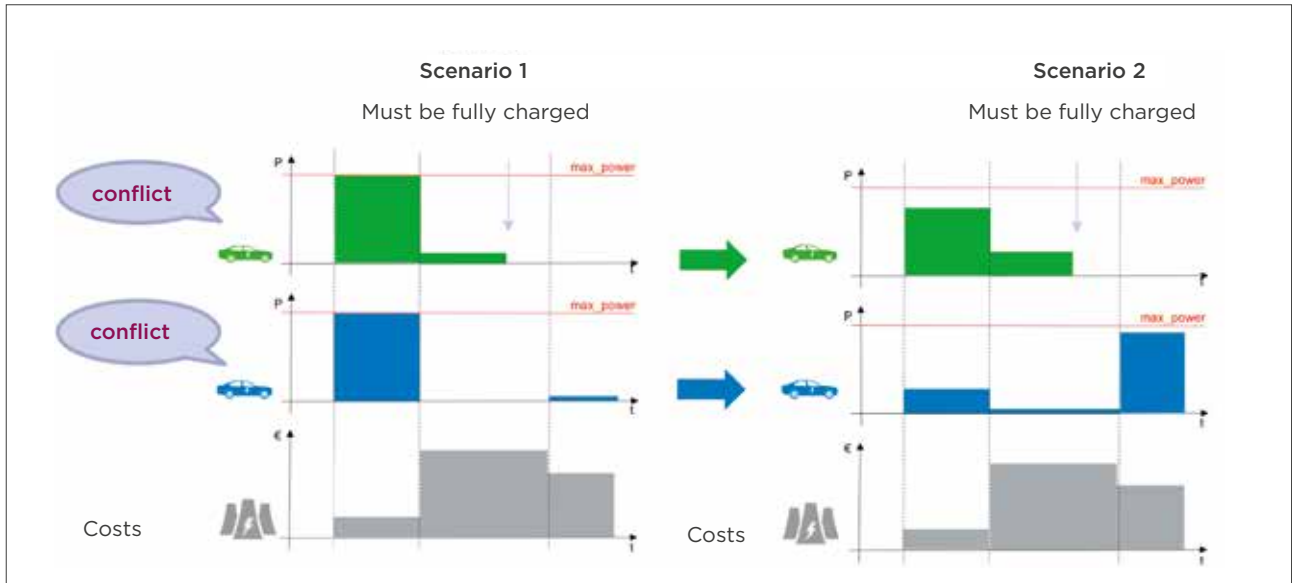 Scenario 1
Must be fully charged
conflict
P
max_power
t
conflict
P
max_power
t
€
Costs
t
Scenario 2
Must be fully charged
P
max_power
t
P
max_power
t
€
Costs
t